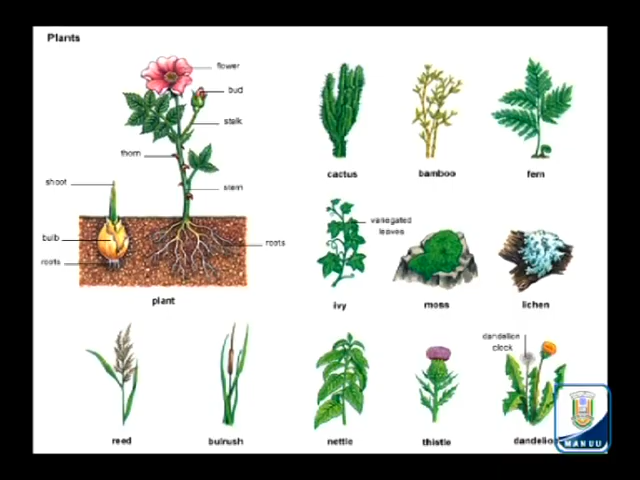 Plants
flower
bud
stalk
thorn
shoot
stem
bulb
roots
roots
plant
cactus
bamboo
fern
variegated
leaves
ivy
moss
lichen
dandelion
clock
reed
bulrush
nettle
thistle
dandelion
MANUU